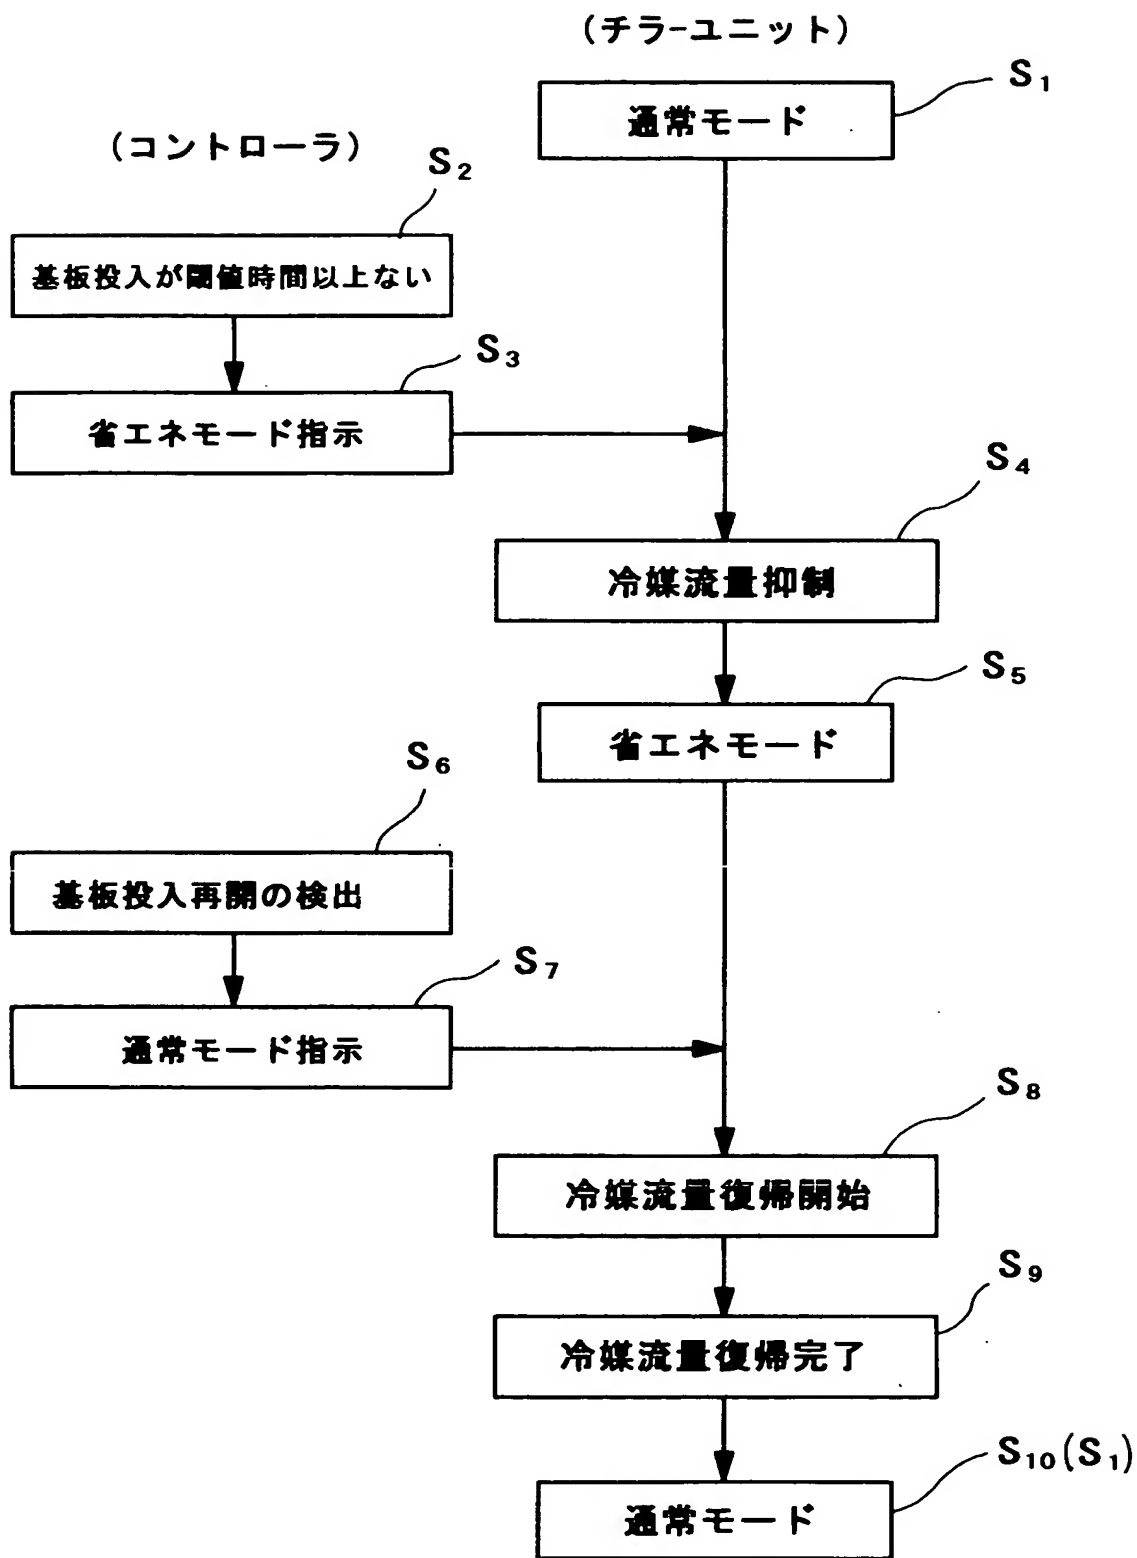 (チラーユニット)
S1
通常モード
(コントローラ)
S2
基板投入が閾値時間以上ない
S3
省エネモード指示
S4
冷媒流量抑制
S5
省エネモード
S6
基板投入再開の検出
S7
通常モード指示
S8
冷媒流量復帰開始
S9
冷媒流量復帰完了
S10(S1)
通常モード